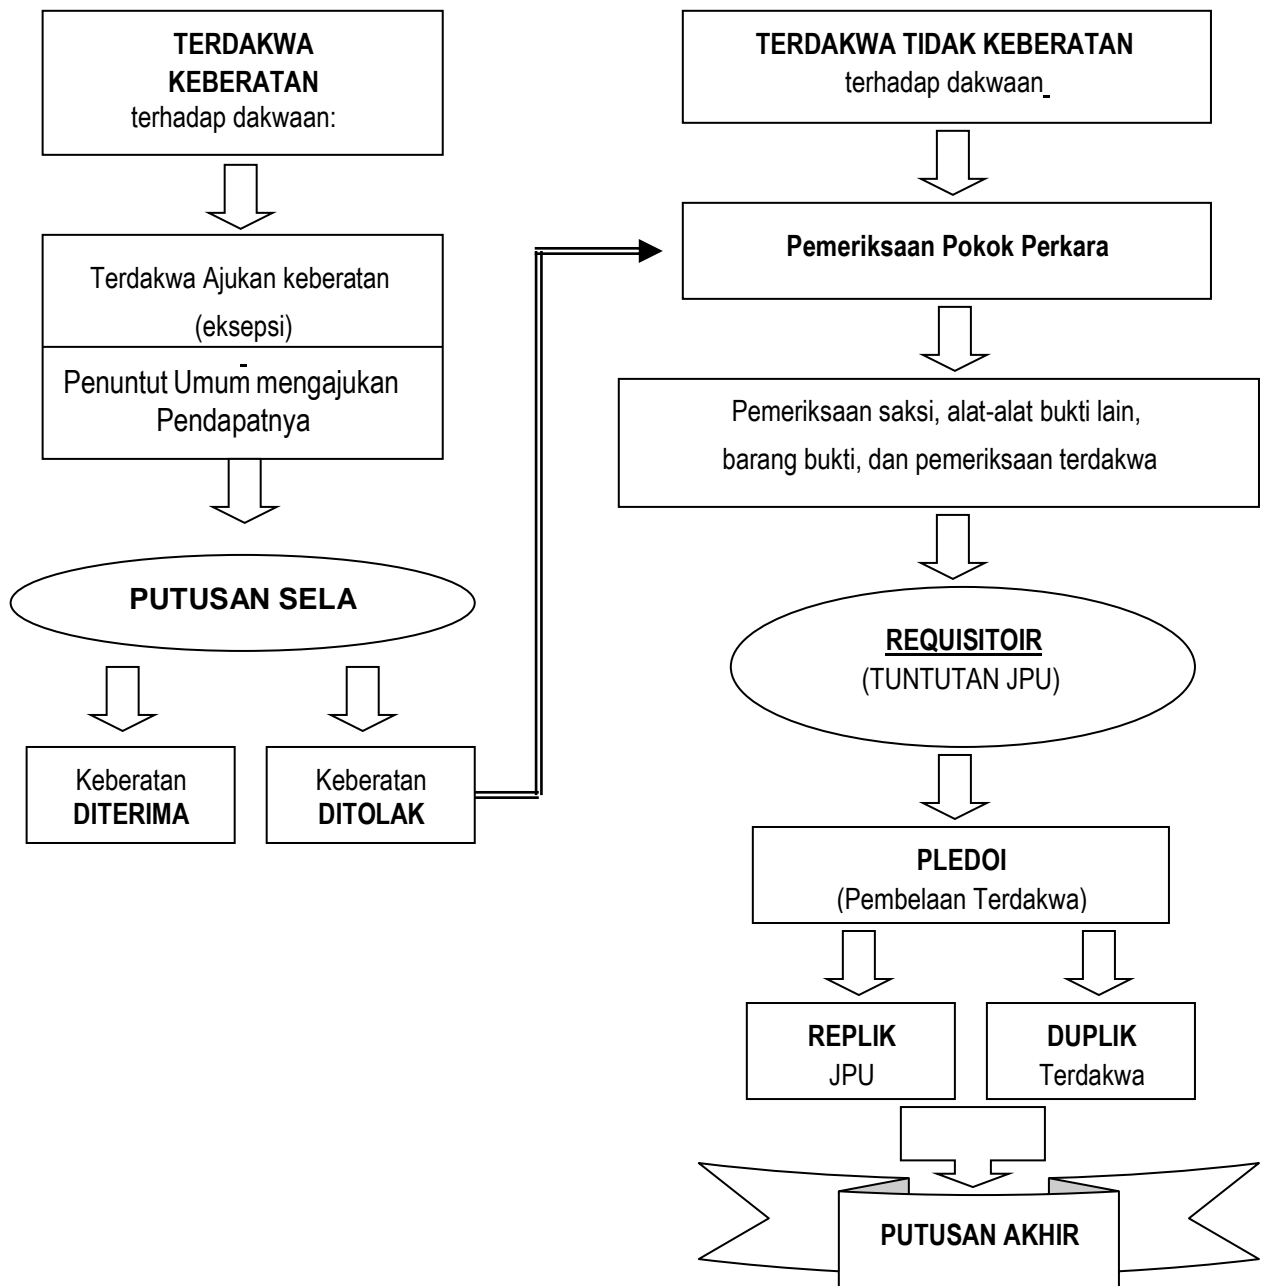 TERDAKWA
KEBERATAN
terhadap dakwaan:
Terdakwa Ajukan keberatan
(eksepsi)
Penuntut Umum mengajukan
Pendapatnya
PUTUSAN SELA
Keberatan
DITERIMA
Keberatan
DITOLAK
TERDAKWA TIDAK KEBERATAN
terhadap dakwaan
Pemeriksaan Pokok Perkara
Pemeriksaan saksi, alat-alat bukti lain,
barang bukti, dan pemeriksaan terdakwa
REQUISITOIR
(TUNTUTAN JPU)
PLEDOI
(Pembelaan Terdakwa)
REPLIK
JPU
DUPLIK
Terdakwa
PUTUSAN AKHIR